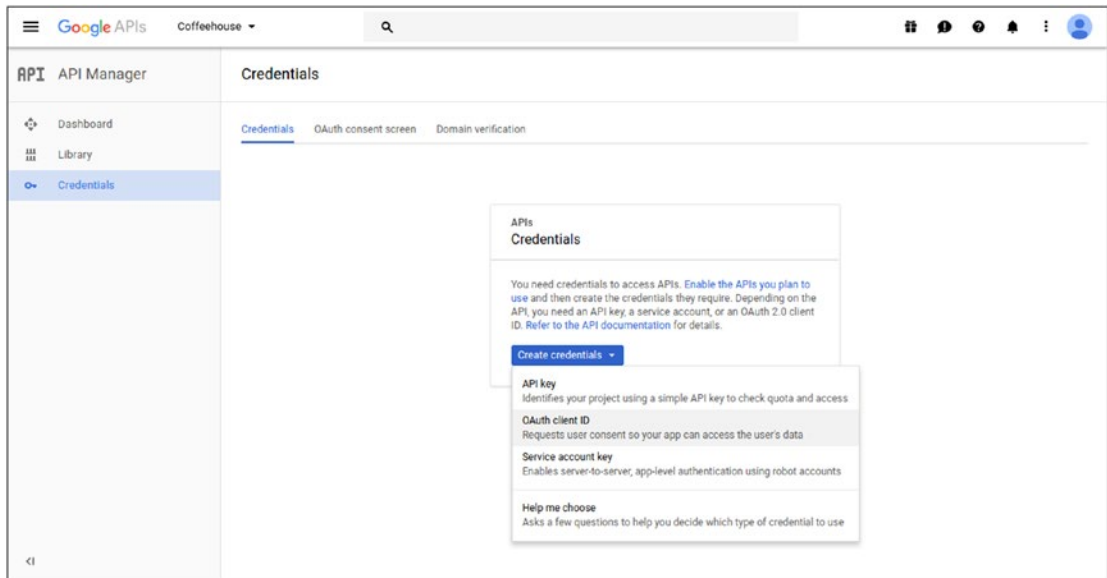 Google APIs Coffeehouse
API API Manager
Credentials
Dashboard
Library
Credentials
Credentials OAuth consent screen Domain verification
APIs
Credentials
You need credentials to access APIs. Enable the APIs you plan to
use and then create the credentials they require. Depending on the
API, you need an API key, a service account, or an OAuth 2.0 client
ID. Refer to the API documentation for details.
Create credentials
API key
Identifies your project using a simple API key to check quota and access
OAuth client ID
Requests user consent so your app can access the user's data
Service account key
Enables server-to-server, app-level authentication using robot accounts
Help me choose
Asks a few questions to help you decide which type of credential to use